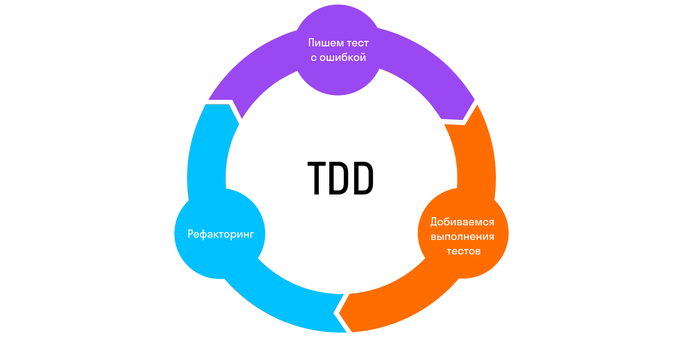 Пишем тест
с ошибкой
TDD
Добиваемся
выполнения
тестов
Рефакторинг